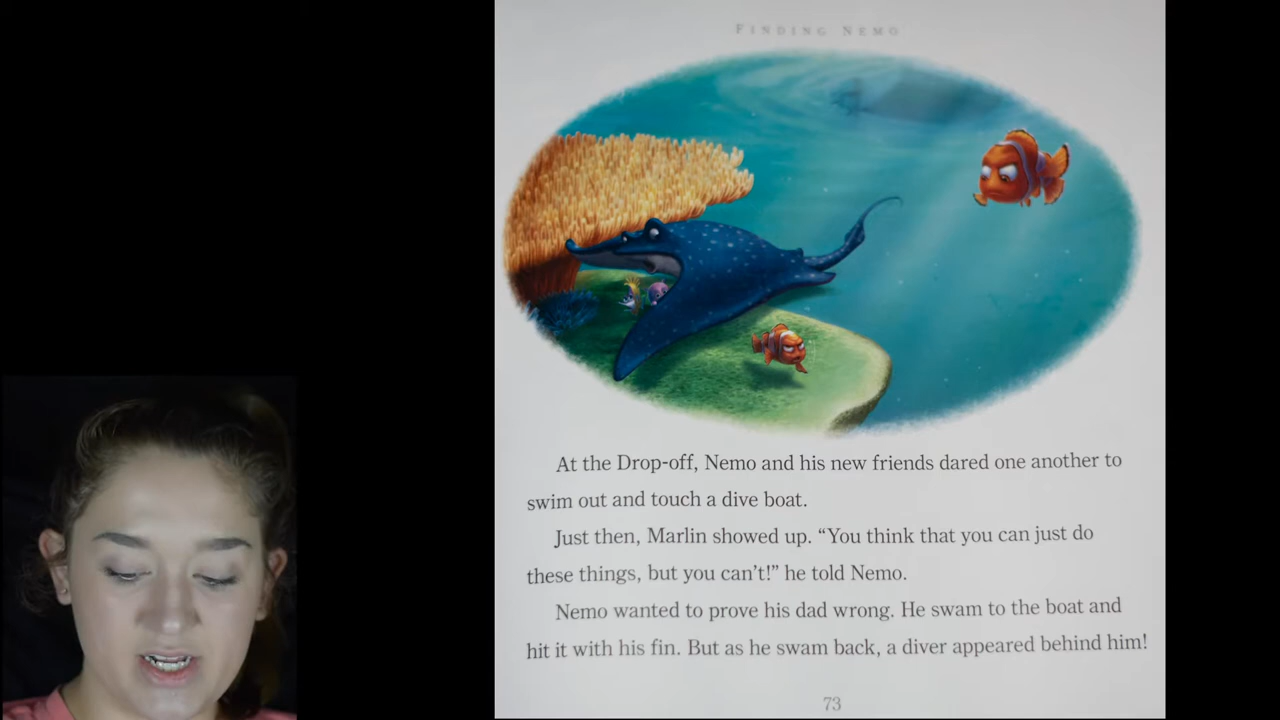 FINDING NEMO
At the Drop-off, Nemo and his new friends dared one another to
swim out and touch a dive boat.
Just then, Marlin showed up. “You think that you can just do
these things, but you can’t!” he told Nemo.
Nemo wanted to prove his dad wrong. He swam to the boat and
hit it with his fin. But as he swam back, a diver appeared behind him!
73